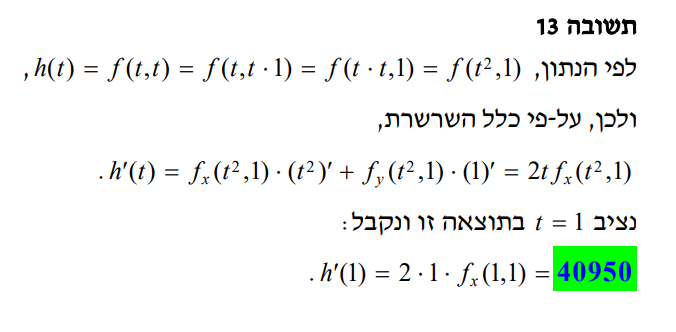 תשובה 13
לפי הנתון, h(t) = f(t,t) = f(t,t · 1) = f(t · t,1) = f(t²,1),
ולכן, על-פי כלל השרשרת,
h′(t) = fₓ(t²,1) · (t²)′ + f_y(t²,1) · (1)′ = 2t fₓ(t²,1).
נציב t = 1 בתוצאה זו ונקבל:
h′(1) = 2 · 1 · fₓ(1,1) = 40950.